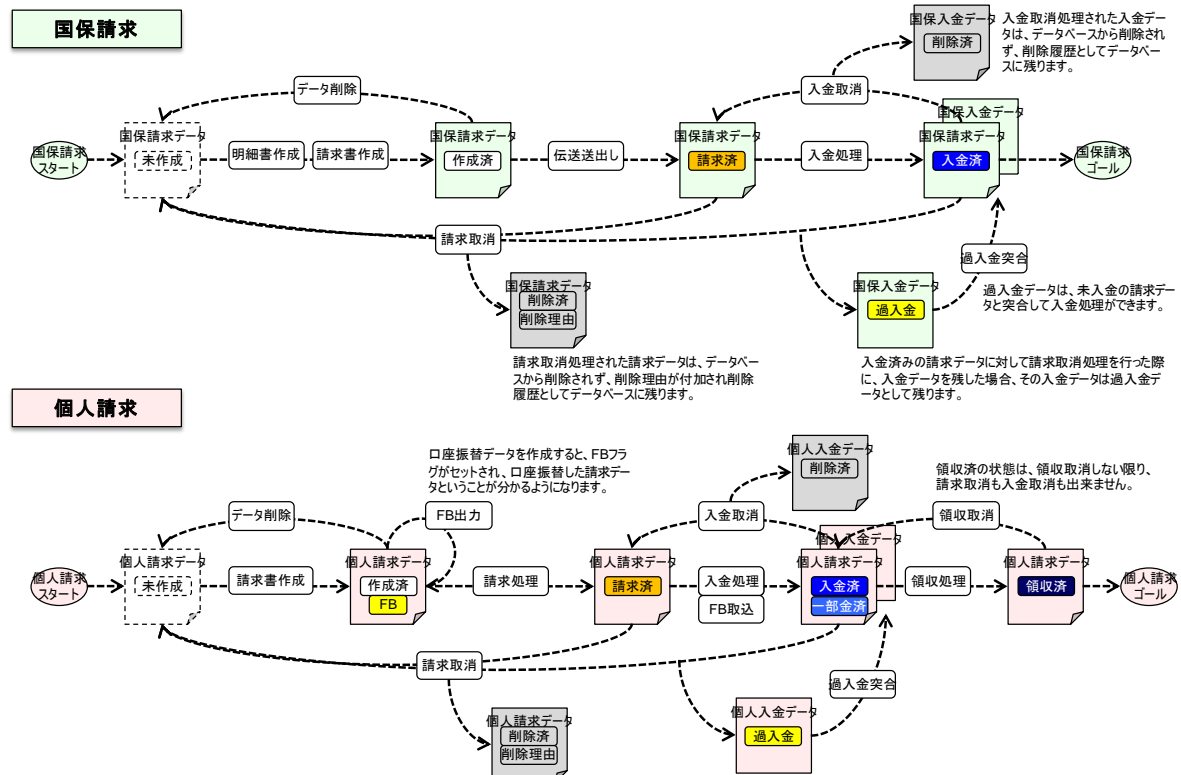 国保請求
国保入金データ
削除済
入金取消処理された入金デー
タは、データベースから削除され
ず、削除履歴としてデータベー
スに残ります。
データ削除
入金取消
国保入金データ
国保請求データ
国保請求データ
国保請求データ
国保請求データ
国保請求
スタート
未作成
明細書作成
請求書作成
作成済
伝送送出し
請求済
入金処理
入金済
国保請求
ゴール
請求取消
過入金突合
国保請求データ
削除済
削除理由
国保入金データ
過入金
過入金データは、未入金の請求デー
タと突合して入金処理ができます。
請求取消処理された請求データは、データベー
スから削除されず、削除理由が付加され削除
履歴としてデータベースに残ります。
入金済みの請求データに対して請求取消処理を行った際
に、入金データを残した場合、その入金データは過入金デ
ータとして残ります。
個人請求
口座振替データを作成すると、FBフラ
グがセットされ、口座振替した請求デー
タということが分かるようになります。
個人入金データ
削除済
領収済の状態は、領収取消しない限り、
請求取消も入金取消も出来ません。
データ削除
FB出力
入金取消
領収取消
個人入金データ
個人請求データ
個人請求データ
個人請求データ
個人請求データ
個人請求データ
個人請求
スタート
未作成
請求書作成
作成済
FB
請求処理
請求済
入金処理
FB取込
入金済
一部金済
領収処理
領収済
個人請求
ゴール
請求取消
過入金突合
個人請求データ
削除済
削除理由
個人入金データ
過入金